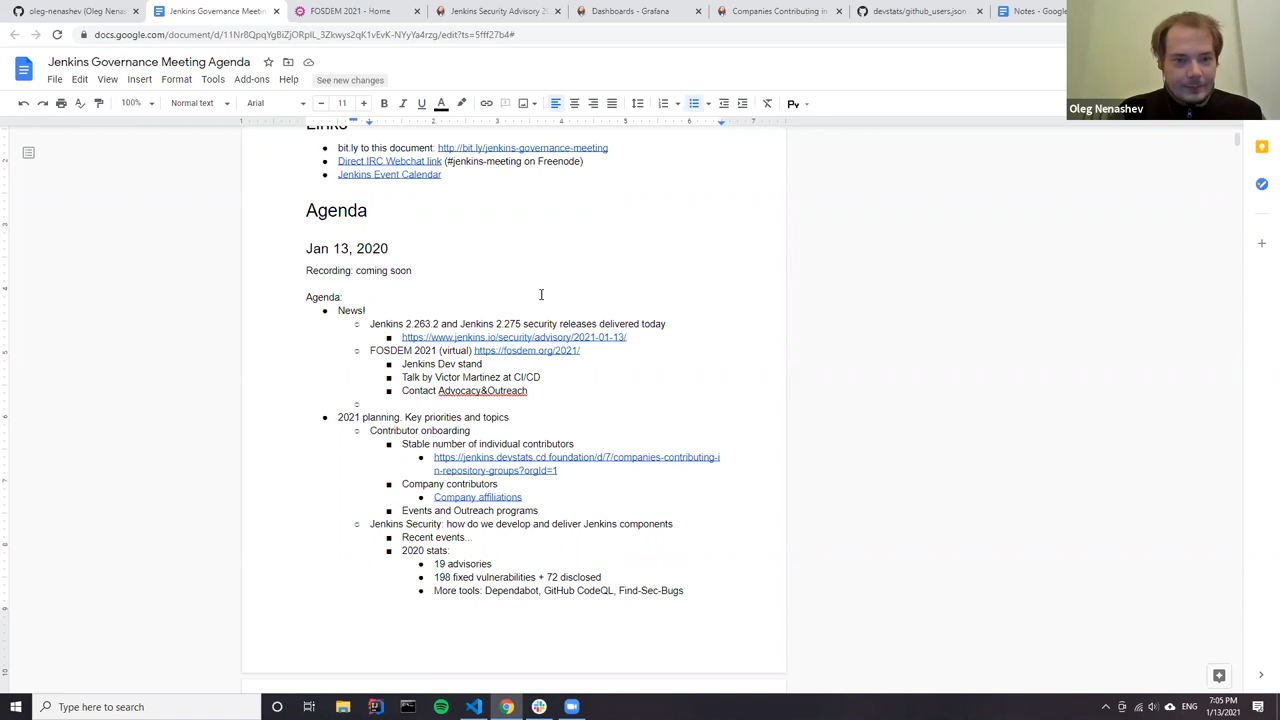 oleg-nenashev (Oleg Nenas
Jenkins Governance Meetin
FOSDEM 2021 - Home
Jenkins Security Advisory 2
Dashboards - Grafana
Companies Contributing in
devstats/github_users.json
Notes - Goog
docs.google.com/document/d/11Nr8QpqYgBiZjORpIL_3Zkwys2qK1vEvK-NYyYa4rzg/edit?ts=5fff27b4#
Jenkins Governance Meeting Agenda
File Edit View Insert Format Tools Add-ons Help
See new changes
100%
Normal text
Arial
11
Oleg Nenashev
Links
bit.ly to this document: http://bit.ly/jenkins-governance-meeting
Direct IRC Webchat link (#jenkins-meeting on Freenode)
Jenkins Event Calendar
Agenda
Jan 13, 2020
Recording: coming soon
Agenda:
News!
Jenkins 2.263.2 and Jenkins 2.275 security releases delivered today
https://www.jenkins.io/security/advisory/2021-01-13/
FOSDEM 2021 (virtual) https://fosdem.org/2021/
Jenkins Dev stand
Talk by Victor Martinez at CI/CD
Contact Advocacy&Outreach
2021 planning. Key priorities and topics
Contributor onboarding
Stable number of individual contributors
https://jenkins.devstats.cd.foundation/d/7/companies-contributing-i
n-repository-groups?orgId=1
Company contributors
Company affiliations
Events and Outreach programs
Jenkins Security: how do we develop and deliver Jenkins components
Recent events...
2020 stats:
19 advisories
198 fixed vulnerabilities + 72 disclosed
More tools: Dependabot, GitHub CodeQL, Find-Sec-Bugs
Type here to search
ENG
7:05 PM
1/13/2021